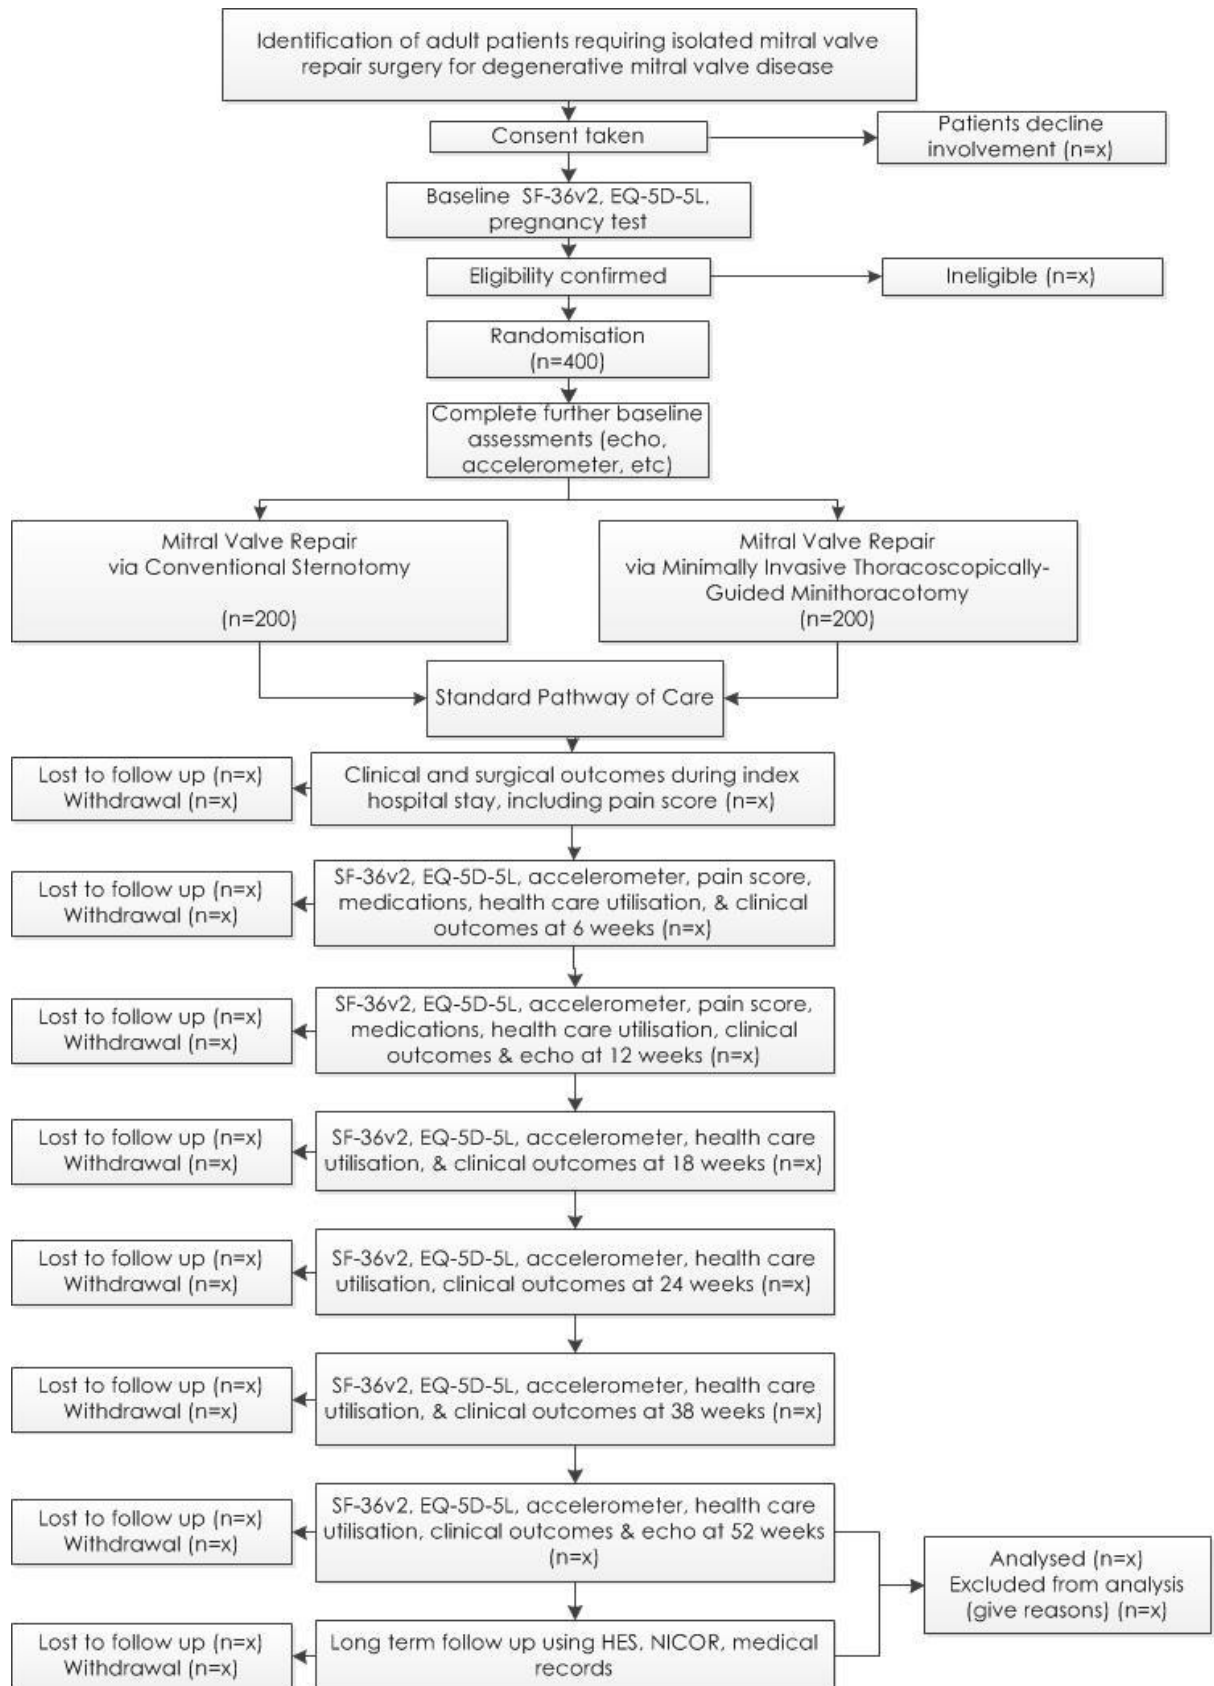 Identification of adult patients requiring isolated mitral valve
repair surgery for degenerative mitral valve disease
Consent taken
Patients decline
involvement (n=x)
Baseline SF-36v2, EQ-5D-5L,
pregnancy test
Eligibility confirmed
Ineligible (n=x)
Randomisation
(n=400)
Complete further baseline
assessments (echo,
accelerometer, etc)
Mitral Valve Repair
via Conventional Sternotomy
(n=200)
Mitral Valve Repair
via Minimally Invasive Thoracoscopically-
Guided Minithoracotomy
(n=200)
Standard Pathway of Care
Lost to follow up (n=x)
Withdrawal (n=x)
Clinical and surgical outcomes during index
hospital stay, including pain score (n=x)
Lost to follow up (n=x)
Withdrawal (n=x)
SF-36v2, EQ-5D-5L, accelerometer, pain score,
medications, health care utilisation, & clinical
outcomes at 6 weeks (n=x)
Lost to follow up (n=x)
Withdrawal (n=x)
SF-36v2, EQ-5D-5L, accelerometer, pain score,
medications, health care utilisation, clinical
outcomes & echo at 12 weeks (n=x)
Lost to follow up (n=x)
Withdrawal (n=x)
SF-36v2, EQ-5D-5L, accelerometer, health care
utilisation, & clinical outcomes at 18 weeks (n=x)
Lost to follow up (n=x)
Withdrawal (n=x)
SF-36v2, EQ-5D-5L, accelerometer, health care
utilisation, clinical outcomes at 24 weeks (n=x)
Lost to follow up (n=x)
Withdrawal (n=x)
SF-36v2, EQ-5D-5L, accelerometer, health care
utilisation, & clinical outcomes at 38 weeks (n=x)
Lost to follow up (n=x)
Withdrawal (n=x)
SF-36v2, EQ-5D-5L, accelerometer, health care
utilisation, clinical outcomes & echo at 52 weeks
(n=x)
Analysed (n=x)
Excluded from analysis
(give reasons) (n=x)
Lost to follow up (n=x)
Withdrawal (n=x)
Long term follow up using HES, NICOR, medical
records